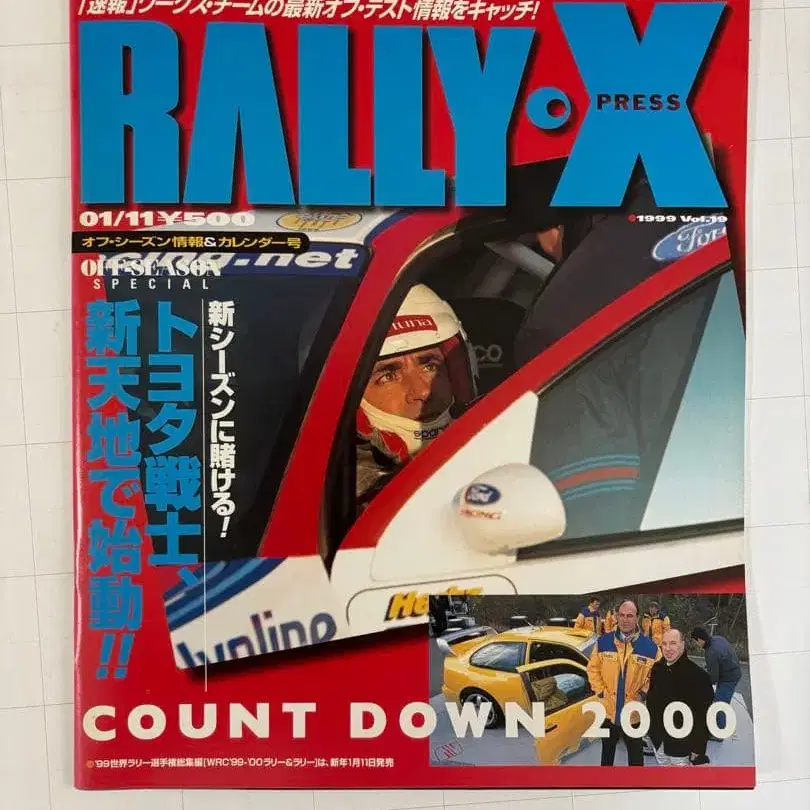 「速報」ワークス・チームの最新オフ・テスト情報をキャッチ!
RALLY・X
PRESS
01/11 ¥500
©1999 Vol.19
オフ・シーズン情報&カレンダー号
OFF-SEASON
SPECIAL
.net
Ford
新シーズンに賭ける!
トヨタ戦士、
新天地で始動!!
Ford
RACING
COUNT DOWN 2000
'99世界ラリー選手権総集編[WRC'99-'00ラリー&ラリー]は、新年1月11日発売